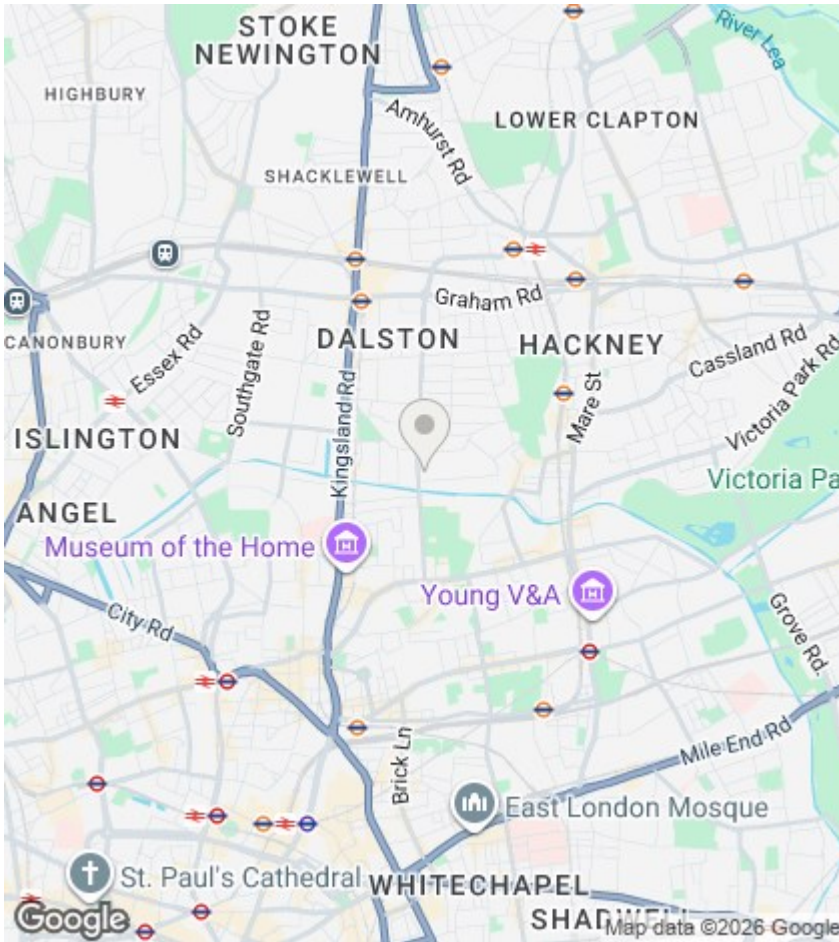 STOKE
NEWINGTON
River Lea
HIGHBURY
Amhurst Rd
LOWER CLAPTON
SHACKLEWELL
Graham Rd
CANONBURY
Essex Rd
Southgate Rd
DALSTON
HACKNEY
Cassland Rd
Kingsland Rd
Mare St
Victoria Park Rd
ISLINGTON
Victoria Pa
ANGEL
Museum of the Home
Young V&A
City Rd
Grove Rd.
Brick Ln
Mile End Rd
East London Mosque
St. Paul's Cathedral
WHITECHAPEL
SHADWELL
Google
Map data ©2026 Google